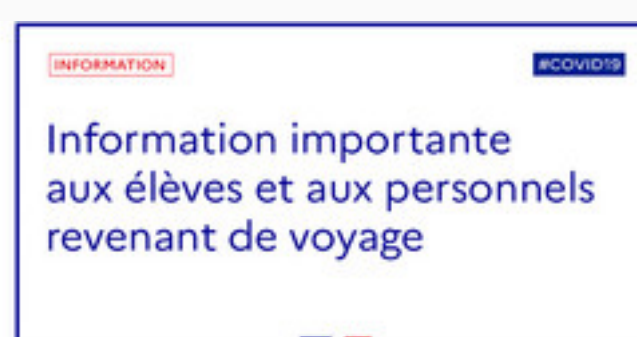 INFORMATION
#COVID19
Information importante
aux élèves et aux personnels
revenant de voyage